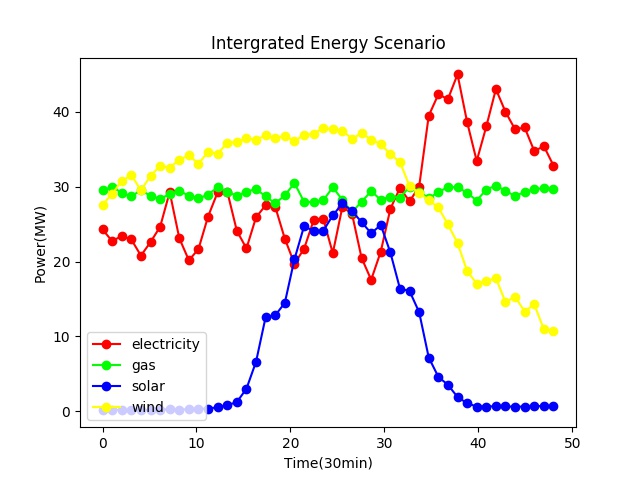 Intergrated Energy Scenario
Power(MW)
40
30
20
10
0
electricity
gas
solar
wind
0 10 20 30 40 50
Time(30min)